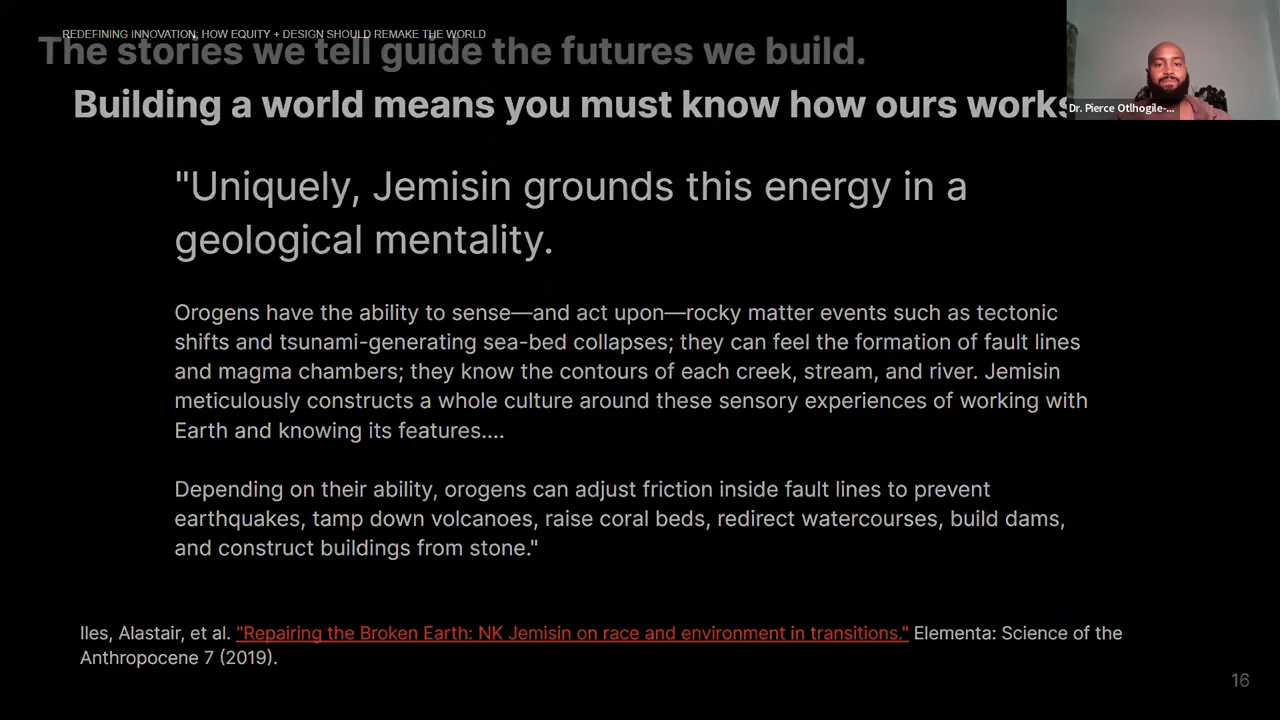 REDEFINING INNOVATION: HOW EQUITY + DESIGN SHOULD REMAKE THE WORLD
The stories we tell guide the futures we build.
Building a world means you must know how ours works
Dr. Pierce Otlhogile-...
"Uniquely, Jemisin grounds this energy in a
geological mentality.
Orogens have the ability to sense—and act upon—rocky matter events such as tectonic
shifts and tsunami-generating sea-bed collapses; they can feel the formation of fault lines
and magma chambers; they know the contours of each creek, stream, and river. Jemisin
meticulously constructs a whole culture around these sensory experiences of working with
Earth and knowing its features....
Depending on their ability, orogens can adjust friction inside fault lines to prevent
earthquakes, tamp down volcanoes, raise coral beds, redirect watercourses, build dams,
and construct buildings from stone."
Iles, Alastair, et al. "Repairing the Broken Earth: NK Jemisin on race and environment in transitions." Elementa: Science of the
Anthropocene 7 (2019).
16